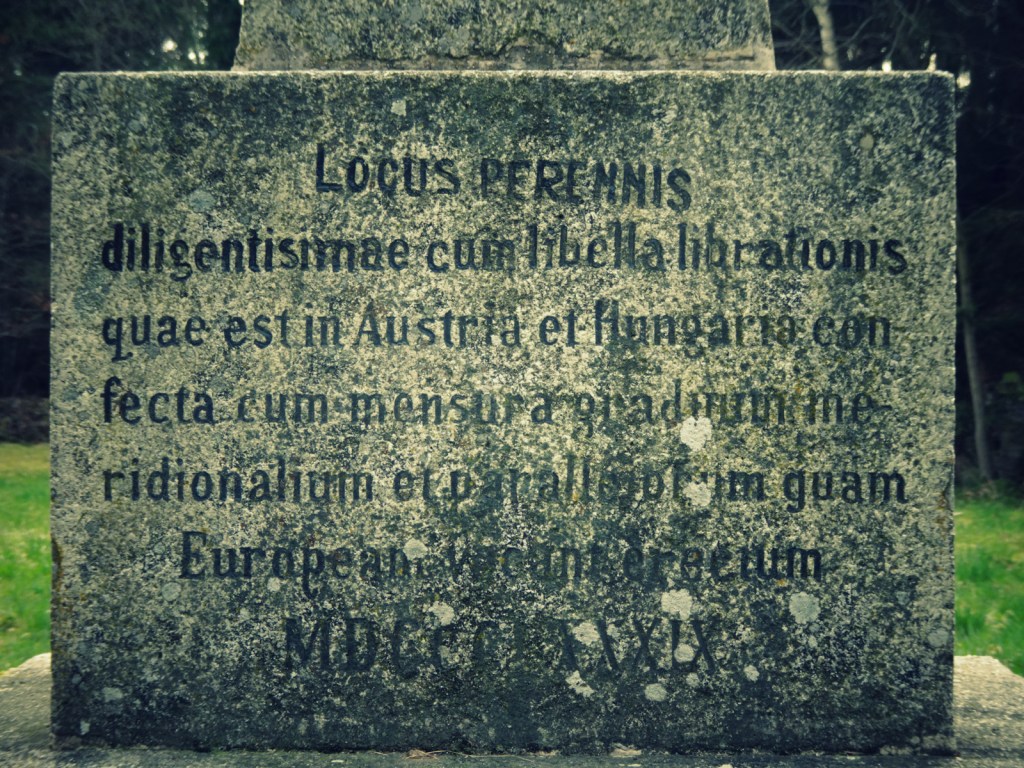 LOCUS PERENNIS
diligentisimae cum libella librationis
quae est in Austria et Hungaria con
fecta cum mensura graduum me-
ridionalium et parallelorum quam
Europeam vocant erectum
MDCCCLXXXIX